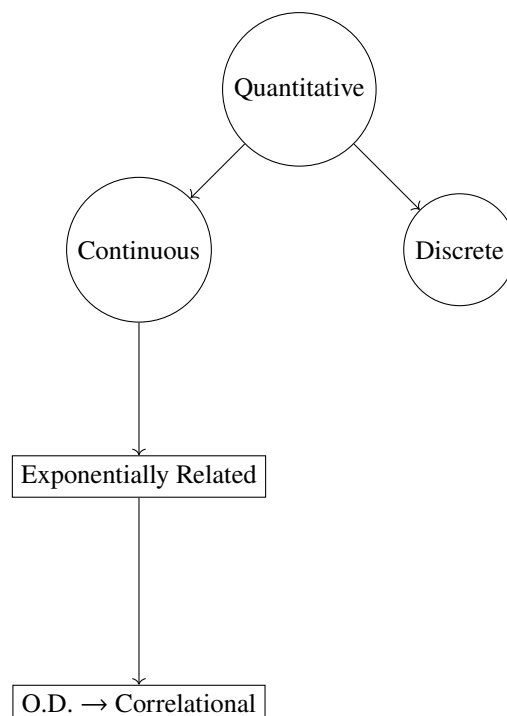 Quantitative
Continuous
Discrete
Exponentially Related
O.D. → Correlational